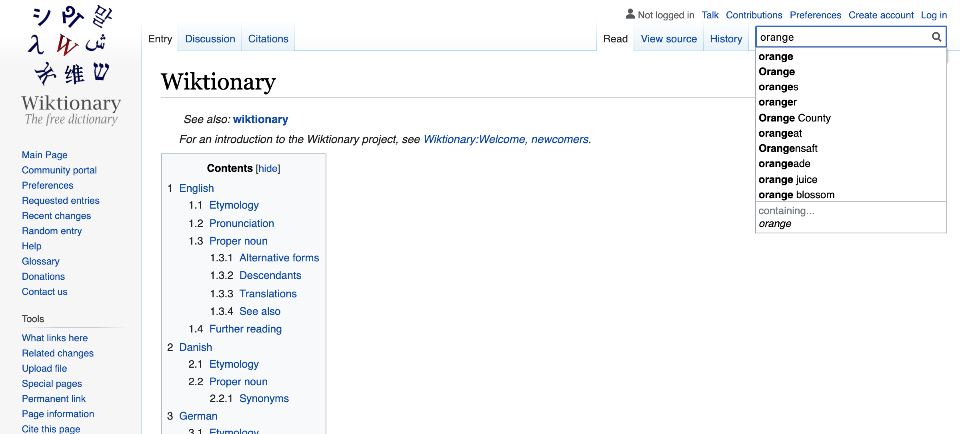 Not logged in Talk Contributions Preferences Create account Log in
Entry Discussion Citations Read View source History orange
シ Рт 말
λ W ش
维 ש
Wiktionary
The free dictionary
Main Page
Community portal
Preferences
Requested entries
Recent changes
Random entry
Help
Glossary
Donations
Contact us
Tools
What links here
Related changes
Upload file
Special pages
Permanent link
Page information
Cite this page
Wiktionary
See also: wiktionary
For an introduction to the Wiktionary project, see Wiktionary:Welcome, newcomers.
Contents [hide]
1 English
1.1 Etymology
1.2 Pronunciation
1.3 Proper noun
1.3.1 Alternative forms
1.3.2 Descendants
1.3.3 Translations
1.3.4 See also
1.4 Further reading
2 Danish
2.1 Etymology
2.2 Proper noun
2.2.1 Synonyms
3 German
3.1 Etymology
orange
Orange
oranges
oranger
Orange County
orangeat
Orangensaft
orangeade
orange juice
orange blossom
containing...
orange